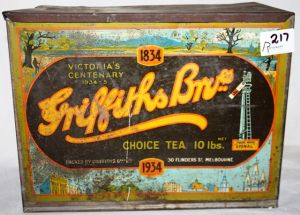 217
1834
VICTORIA'S
CENTENARY
1934-5
Griffiths Bros
CHOICE TEA NET 10 lbs.
SIGNAL
PACKED BY GRIFFITHS BROS
30 FLINDERS ST. MELBOURNE
1934